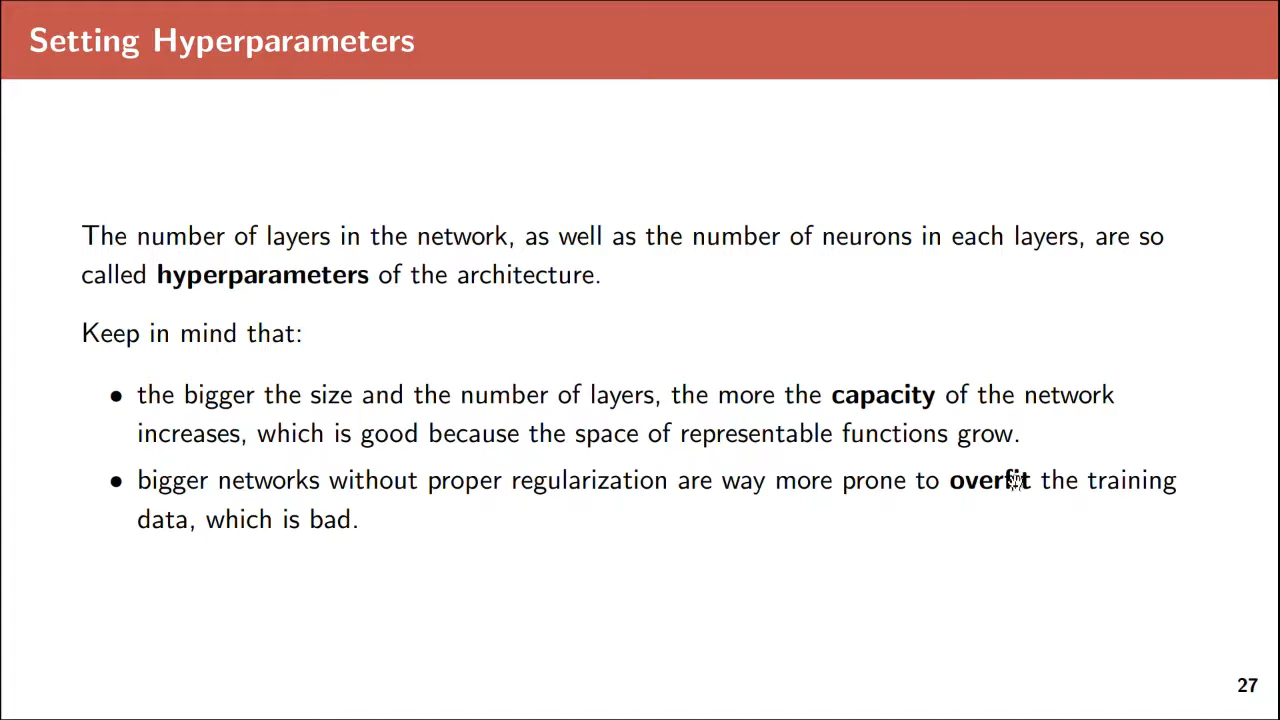 Setting Hyperparameters
The number of layers in the network, as well as the number of neurons in each layers, are so
called hyperparameters of the architecture.
Keep in mind that:
• the bigger the size and the number of layers, the more the capacity of the network
increases, which is good because the space of representable functions grow.
• bigger networks without proper regularization are way more prone to overfit the training
data, which is bad.
27